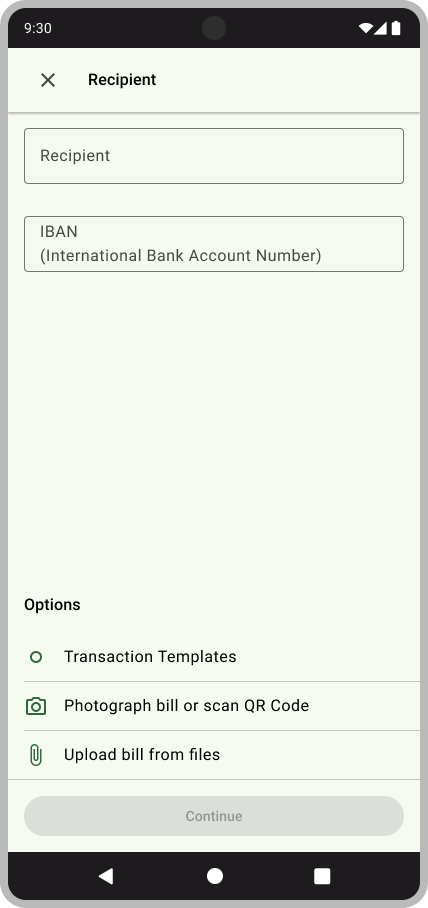 9:30
Recipient
Recipient
IBAN
(International Bank Account Number)
Options
Transaction Templates
Photograph bill or scan QR Code
Upload bill from files
Continue